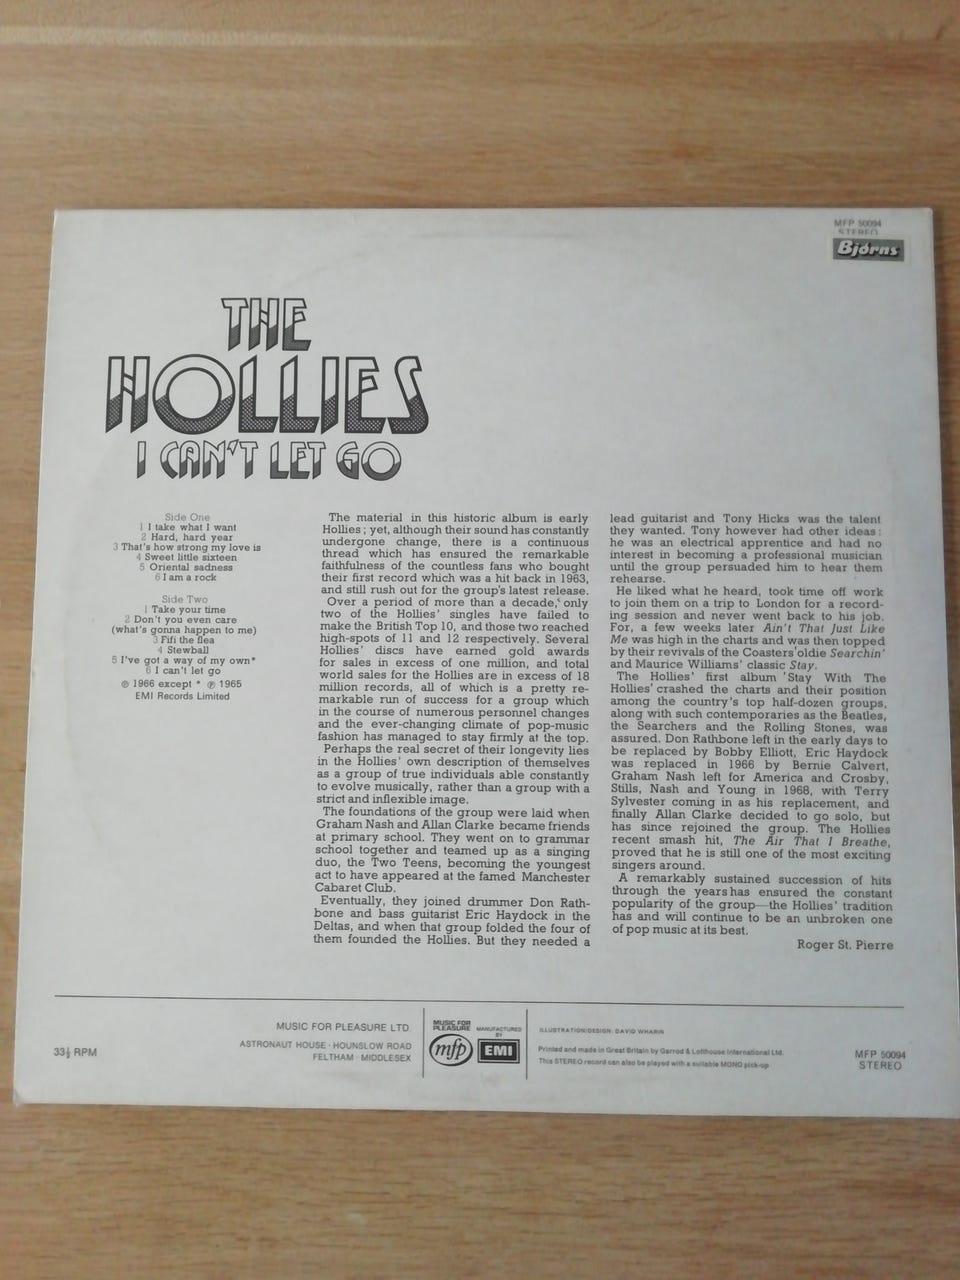 MFP 50094
STEREO
Bjórns
THE
HOLLIES
I CAN'T LET GO
Side One
1 I take what I want
2 Hard, hard year
3 That's how strong my love is
4 Sweet little sixteen
5 Oriental sadness
6 I am a rock
Side Two
1 Take your time
2 Don't you even care
(what's gonna happen to me)
3 Fifi the flea
4 Stewball
5 I've got a way of my own*
6 I can't let go
℗ 1966 except * ℗ 1965
EMI Records Limited
The material in this historic album is early
Hollies; yet, although their sound has constantly
undergone change, there is a continuous
thread which has ensured the remarkable
faithfulness of the countless fans who bought
their first record which was a hit back in 1963,
and still rush out for the group's latest release.
Over a period of more than a decade, only
two of the Hollies' singles have failed to
make the British Top 10, and those two reached
high-spots of 11 and 12 respectively. Several
Hollies' discs have earned gold awards
for sales in excess of one million, and total
world sales for the Hollies are in excess of 18
million records, all of which is a pretty re-
markable run of success for a group which
in the course of numerous personnel changes
and the ever-changing climate of pop-music
fashion has managed to stay firmly at the top.
Perhaps the real secret of their longevity lies
in the Hollies' own description of themselves
as a group of true individuals able constantly
to evolve musically, rather than a group with a
strict and inflexible image.
The foundations of the group were laid when
Graham Nash and Allan Clarke became friends
at primary school. They went on to grammar
school together and teamed up as a singing
duo, the Two Teens, becoming the youngest
act to have appeared at the famed Manchester
Cabaret Club.
Eventually, they joined drummer Don Rath-
bone and bass guitarist Eric Haydock in the
Deltas, and when that group folded the four of
them founded the Hollies. But they needed a
lead guitarist and Tony Hicks was the talent
they wanted. Tony however had other ideas:
he was an electrical apprentice and had no
interest in becoming a professional musician
until the group persuaded him to hear them
rehearse.
He liked what he heard, took time off work
to join them on a trip to London for a record-
ing session and never went back to his job.
For, a few weeks later Ain't That Just Like
Me was high in the charts and was then topped
by their revivals of the Coasters' oldie Searchin'
and Maurice Williams' classic Stay.
The Hollies' first album 'Stay With The
Hollies' crashed the charts and their position
among the country's top half-dozen groups,
along with such contemporaries as the Beatles,
the Searchers and the Rolling Stones, was
assured. Don Rathbone left in the early days to
be replaced by Bobby Elliott, Eric Haydock
was replaced in 1966 by Bernie Calvert,
Graham Nash left for America and Crosby,
Stills, Nash and Young in 1968, with Terry
Sylvester coming in as his replacement, and
finally Allan Clarke decided to go solo, but
has since rejoined the group. The Hollies
recent smash hit, The Air That I Breathe,
proved that he is still one of the most exciting
singers around.
A remarkably sustained succession of hits
through the years has ensured the constant
popularity of the group—the Hollies' tradition
has and will continue to be an unbroken one
of pop music at its best.
Roger St. Pierre
33⅓ RPM
MUSIC FOR PLEASURE LTD.
ASTRONAUT HOUSE · HOUNSLOW ROAD
FELTHAM · MIDDLESEX
MUSIC FOR
PLEASURE
mfp
MANUFACTURED
BY
EMI
ILLUSTRATION/DESIGN: DAVID WHARIN
Printed and made in Great Britain by Garrod & Lofthouse International Ltd.
This STEREO record can also be played with a suitable MONO pick-up
MFP 50094
STEREO